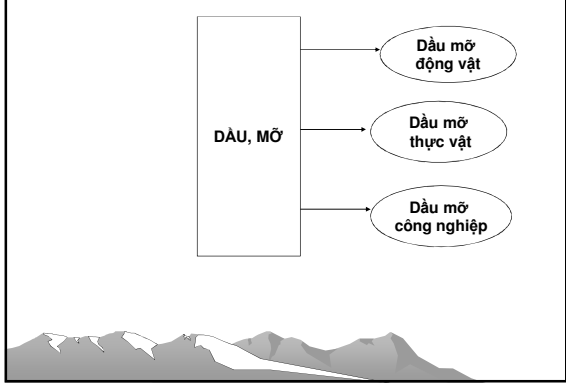 Dầu mỡ
động vật
DẦU, MỠ
Dầu mỡ
thực vật
Dầu mỡ
công nghiệp